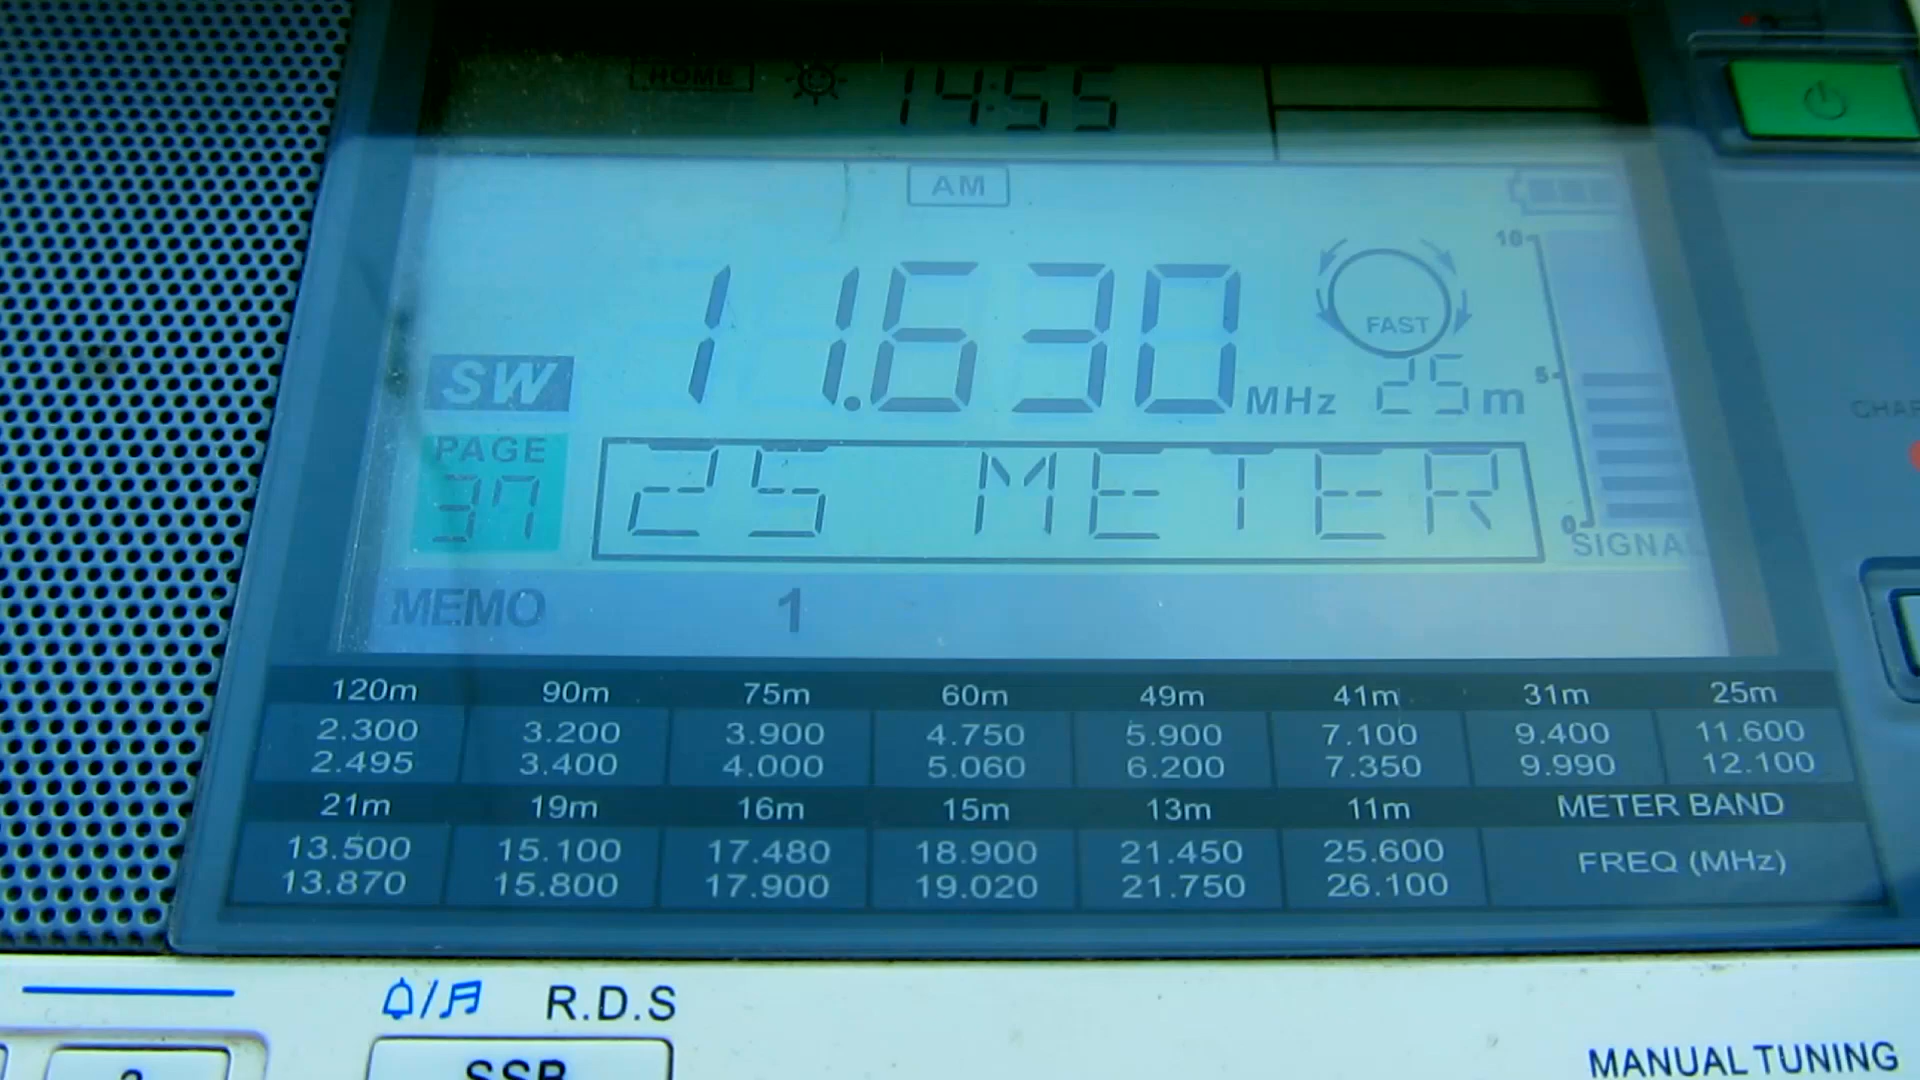 HOME 14:55
AM
10
11.630 MHz
FAST
25 m
5
SW
PAGE
37
25 METER
0
SIGNAL
MEMO 1
120m 90m 75m 60m 49m 41m 31m 25m
2.300 3.200 3.900 4.750 5.900 7.100 9.400 11.600
2.495 3.400 4.000 5.060 6.200 7.350 9.990 12.100
21m 19m 16m 15m 13m 11m METER BAND
13.500 15.100 17.480 18.900 21.450 25.600 FREQ (MHz)
13.870 15.800 17.900 19.020 21.750 26.100
R.D.S
SSB
MANUAL TUNING